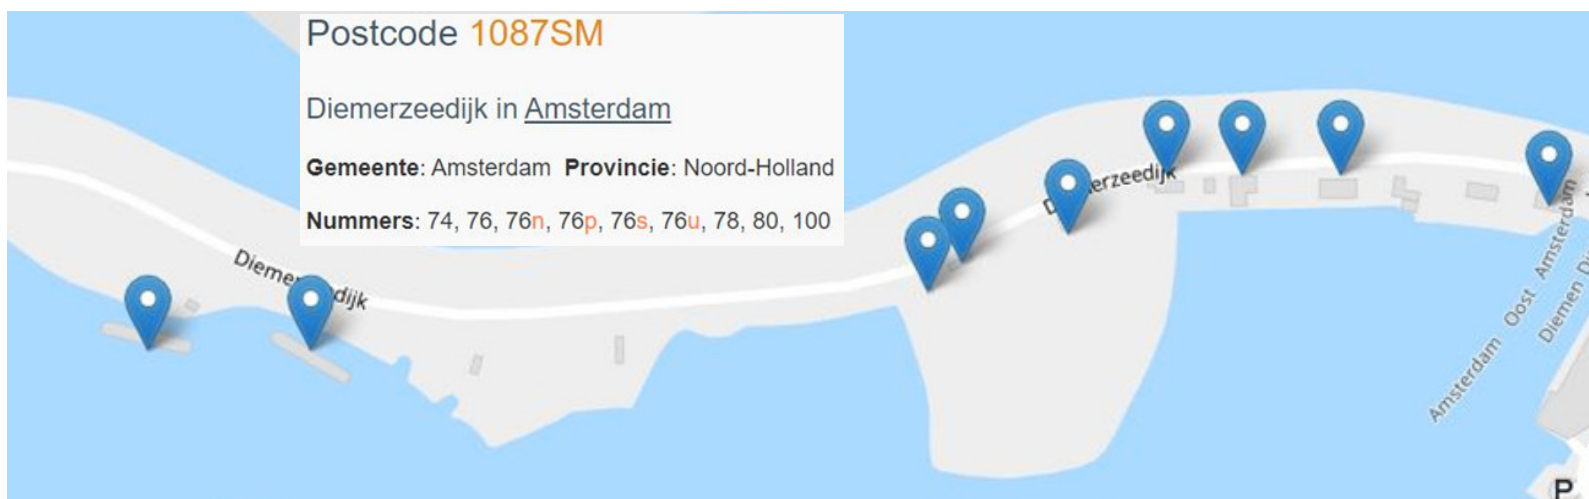 Postcode 1087SM
Diemerzeedijk in Amsterdam
Gemeente: Amsterdam Provincie: Noord-Holland
Nummers: 74, 76, 76n, 76p, 76s, 76u, 78, 80, 100
Amsterdam Oost Amsterdam
P